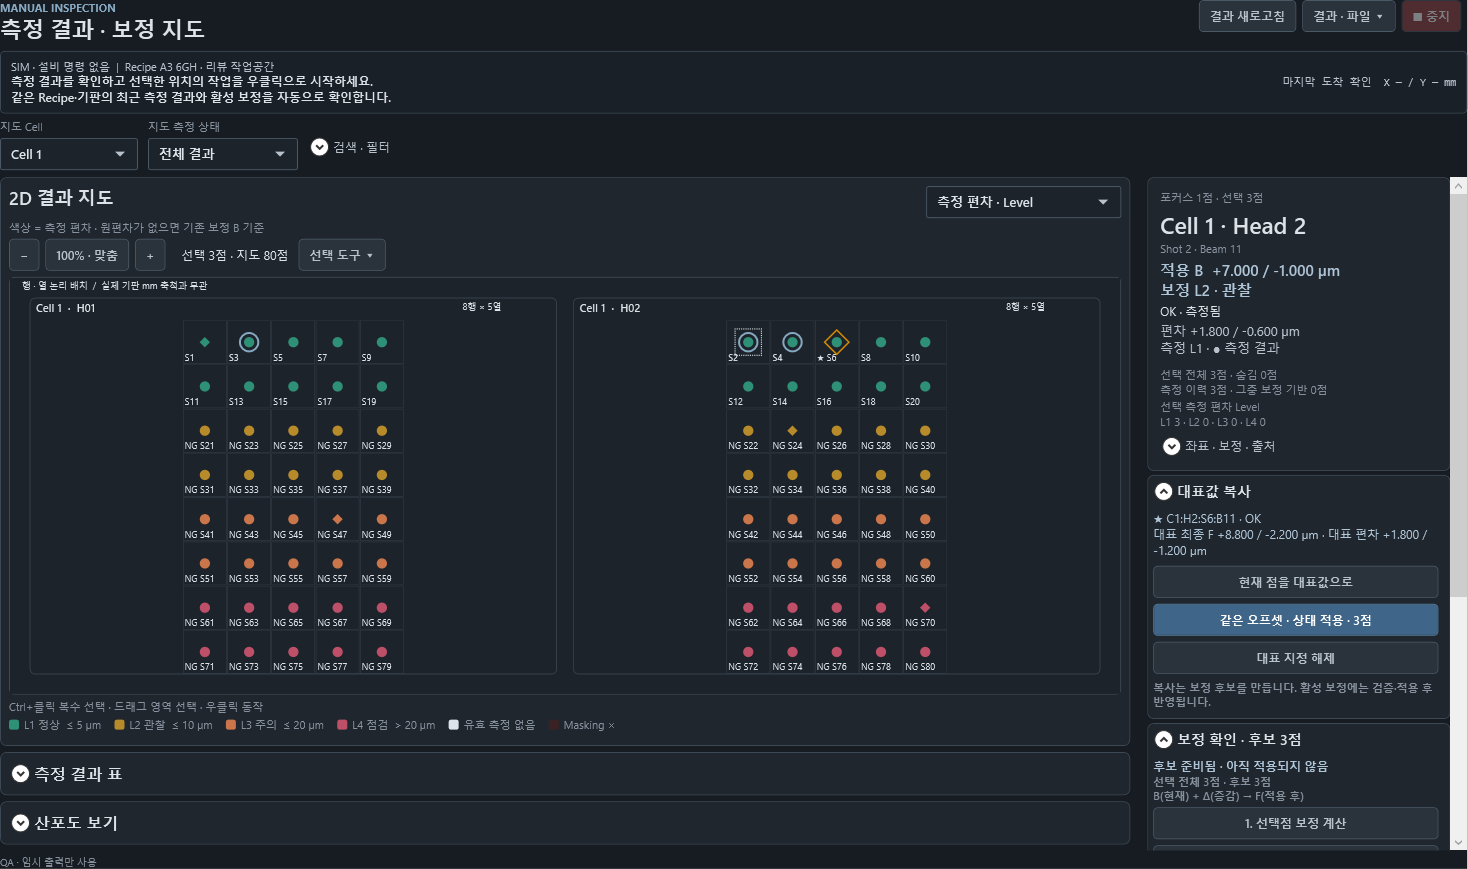 MANUAL INSPECTION
측정 결과 · 보정 지도
결과 새로고침
결과 · 파일
중지
SIM · 설비 명령 없음 | Recipe A3 6GH · 리뷰 작업공간
측정 결과를 확인하고 선택한 위치의 작업을 우클릭으로 시작하세요.
같은 Recipe·기판의 최근 측정 결과와 활성 보정을 자동으로 확인합니다.
마지막 도착 확인 X — / Y — mm
지도 Cell
지도 측정 상태
Cell 1
전체 결과
검색 · 필터
2D 결과 지도
측정 편차 · Level
색상 = 측정 편차 · 원편차가 없으면 기존 보정 B 기준
−
100% · 맞춤
+
선택 3점 · 지도 80점
선택 도구
행 · 열 논리 배치 / 실제 기판 mm 축척과 무관
Cell 1 · H01
8행 × 5열
S1 S3 S5 S7 S9
S11 S13 S15 S17 S19
NG S21 NG S23 NG S25 NG S27 NG S29
NG S31 NG S33 NG S35 NG S37 NG S39
NG S41 NG S43 NG S45 NG S47 NG S49
NG S51 NG S53 NG S55 NG S57 NG S59
NG S61 NG S63 NG S65 NG S67 NG S69
NG S71 NG S73 NG S75 NG S77 NG S79
Cell 1 · H02
8행 × 5열
S2 S4 ★ S6 S8 S10
S12 S14 S16 S18 S20
NG S22 NG S24 NG S26 NG S28 NG S30
NG S32 NG S34 NG S36 NG S38 NG S40
NG S42 NG S44 NG S46 NG S48 NG S50
NG S52 NG S54 NG S56 NG S58 NG S60
NG S62 NG S64 NG S66 NG S68 NG S70
NG S72 NG S74 NG S76 NG S78 NG S80
Ctrl+클릭 복수 선택 · 드래그 영역 선택 · 우클릭 동작
L1 정상 ≤ 5 µm
L2 관찰 ≤ 10 µm
L3 주의 ≤ 20 µm
L4 점검 > 20 µm
유효 측정 없음
Masking ×
측정 결과 표
산포도 보기
QA · 임시 출력만 사용
포커스 1점 · 선택 3점
Cell 1 · Head 2
Shot 2 · Beam 11
적용 B +7.000 / -1.000 µm
보정 L2 · 관찰
OK · 측정됨
편차 +1.800 / -0.600 µm
측정 L1 · ● 측정 결과
선택 전체 3점 · 숨김 0점
측정 이력 3점 · 그중 보정 기반 0점
선택 측정 편차 Level
L1 3 · L2 0 · L3 0 · L4 0
좌표 · 보정 · 출처
대표값 복사
★ C1:H2:S6:B11 · OK
대표 최종 F +8.800 / -2.200 µm · 대표 편차 +1.800 /
-1.200 µm
현재 점을 대표값으로
같은 오프셋 · 상태 적용 · 3점
대표 지정 해제
복사는 보정 후보를 만듭니다. 활성 보정에는 검증·적용 후
반영됩니다.
보정 확인 · 후보 3점
후보 준비됨 · 아직 적용되지 않음
선택 전체 3점 · 후보 3점
B(현재) + Δ(증감) → F(적용 후)
1. 선택점 보정 계산